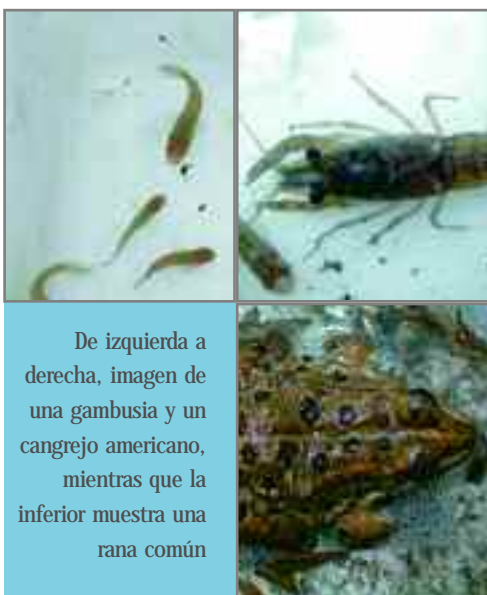 De izquierda a
derecha, imagen de
una gambusia y un
cangrejo americano,
mientras que la
inferior muestra una
rana común